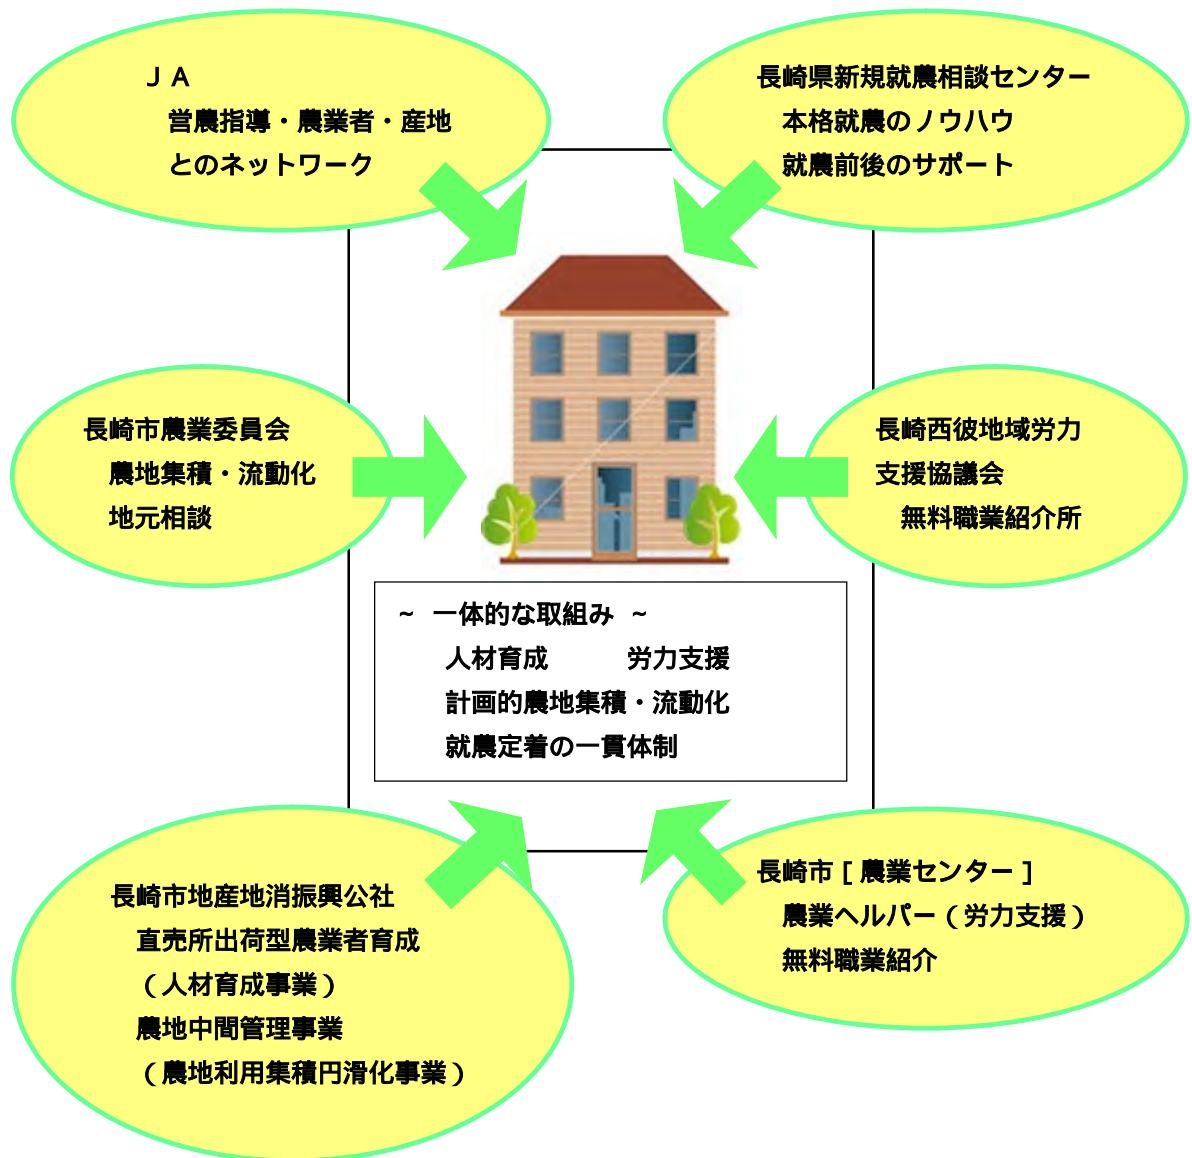 ＪＡ
営農指導・農業者・産地
とのネットワーク
長崎県新規就農相談センター
本格就農のノウハウ
就農前後のサポート
長崎市農業委員会
農地集積・流動化
地元相談
長崎西彼地域労力
支援協議会
無料職業紹介所
~ 一体的な取組み ~
人材育成　　　労力支援
計画的農地集積・流動化
就農定着の一貫体制
長崎市地産地消振興公社
直売所出荷型農業者育成
（人材育成事業）
農地中間管理事業
（農地利用集積円滑化事業）
長崎市［農業センター］
農業ヘルパー（労力支援）
無料職業紹介